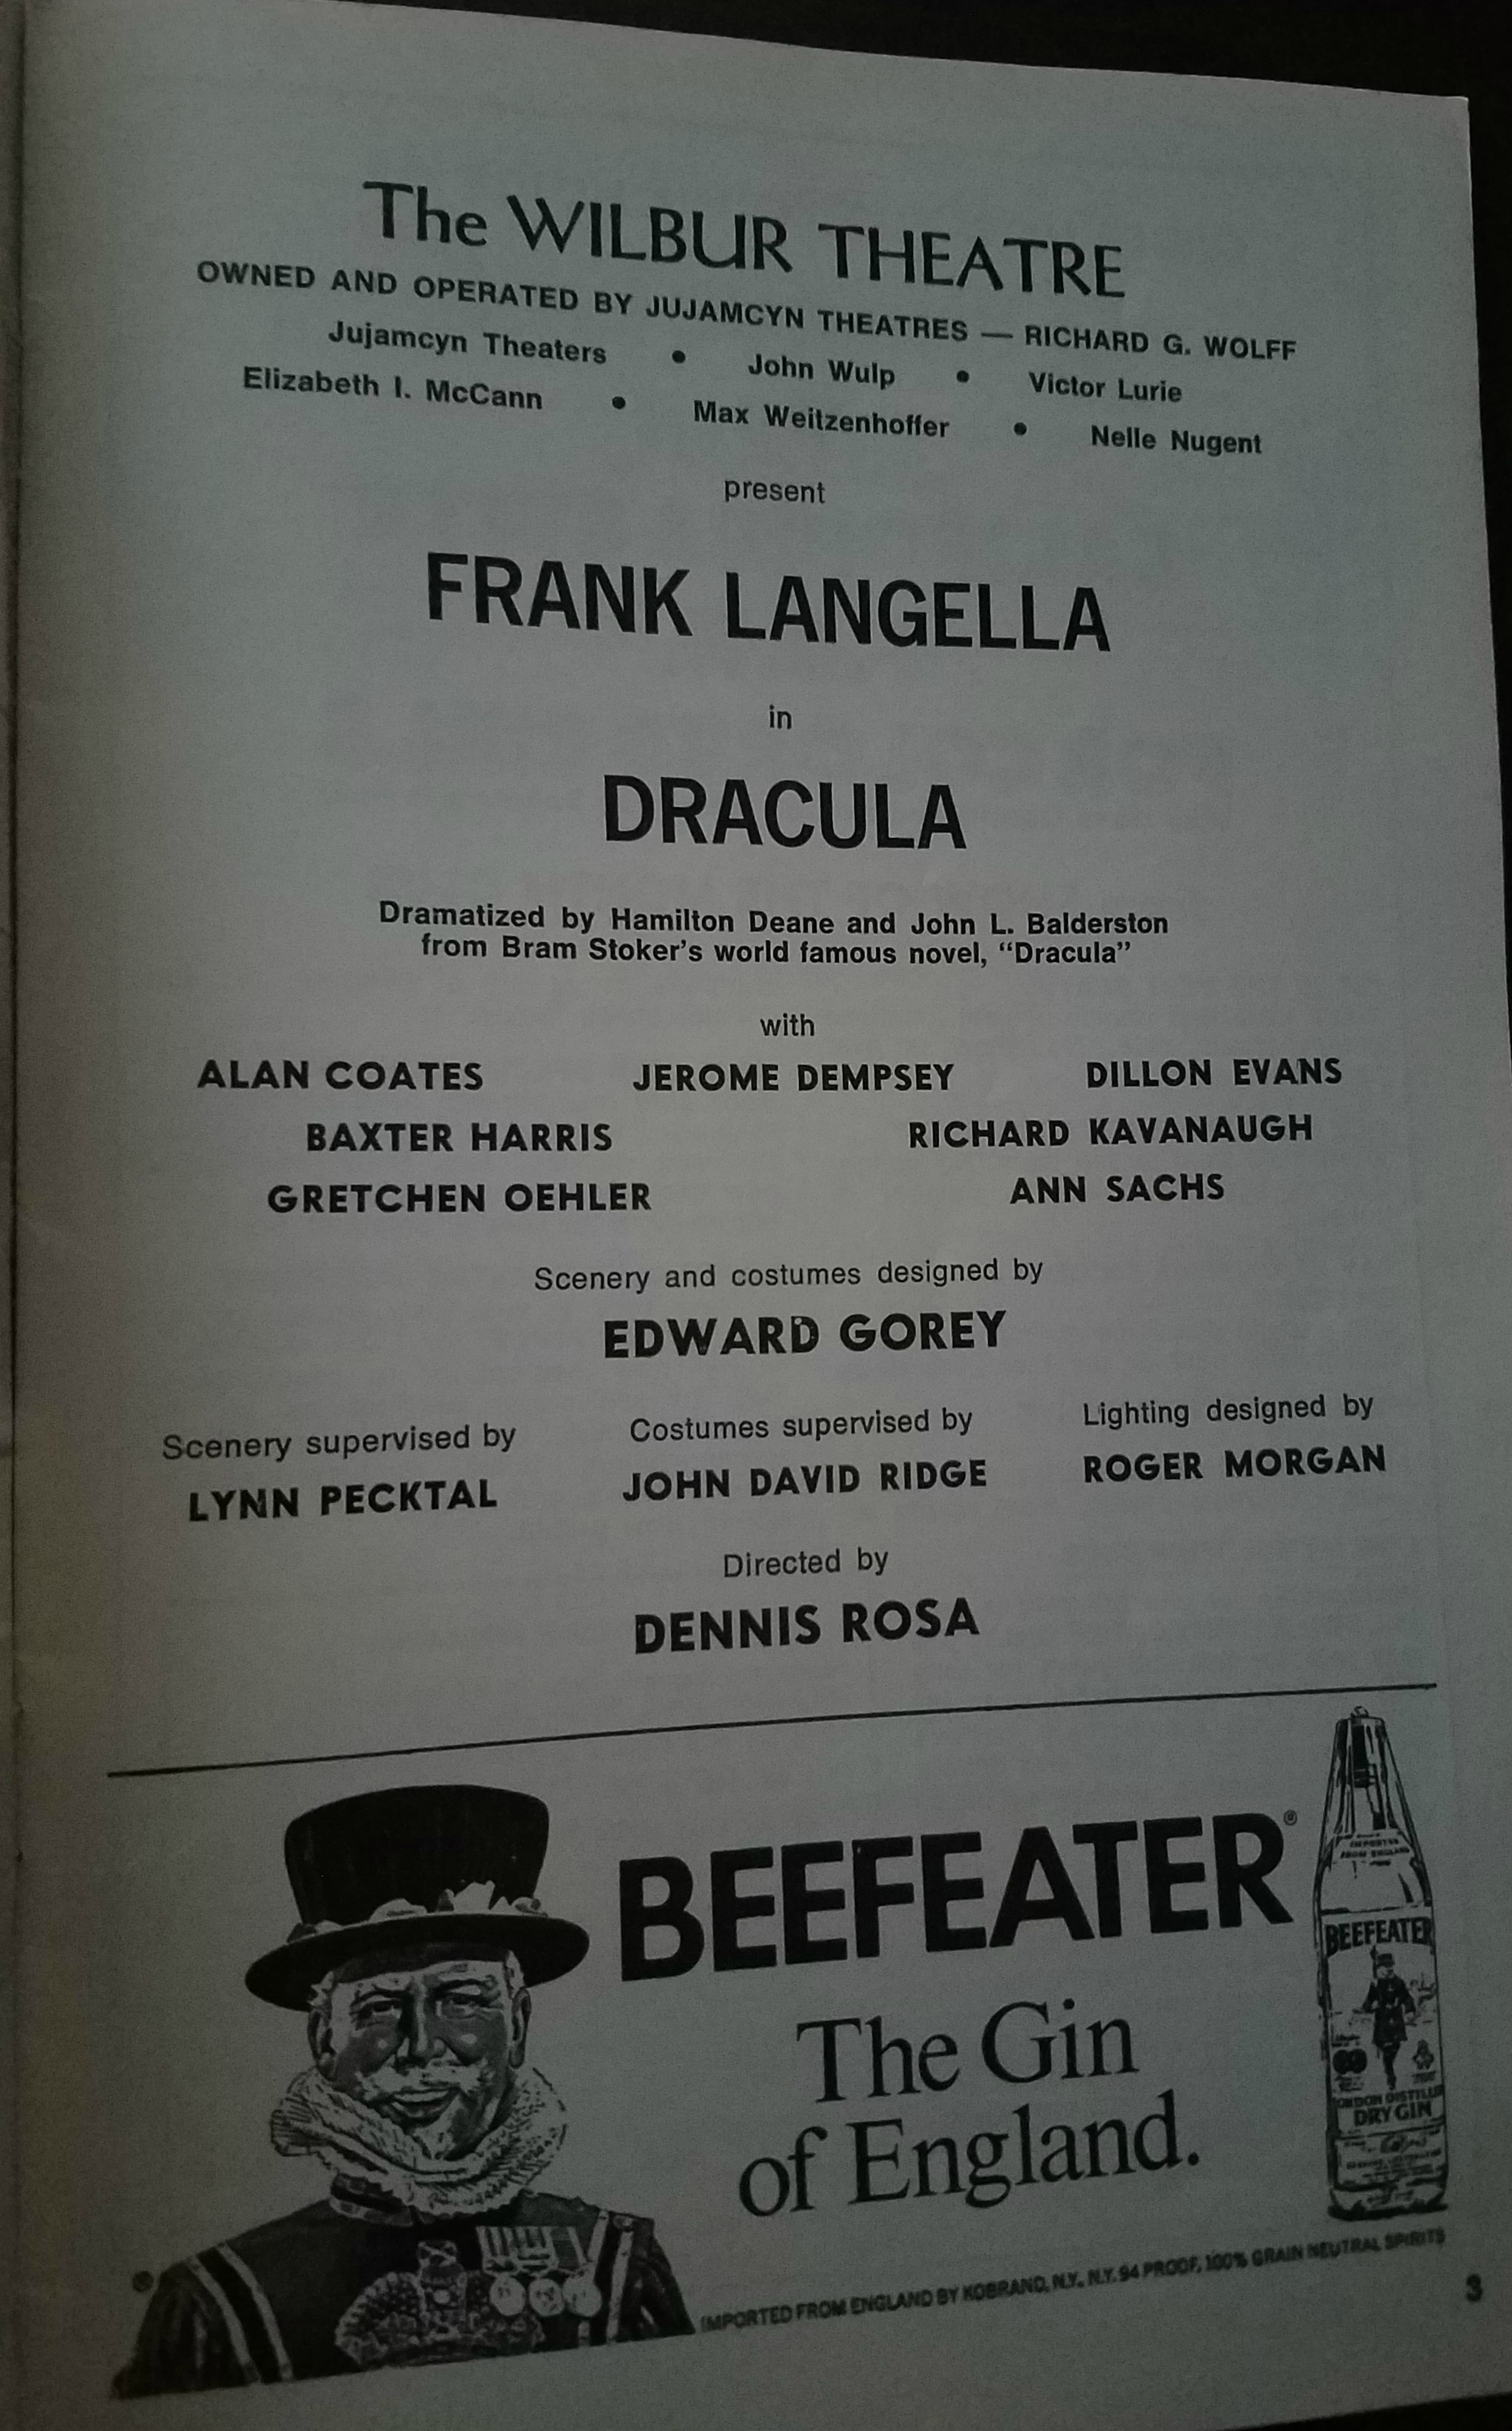 The WILBUR THEATRE
OWNED AND OPERATED BY JUJAMCYN THEATRES — RICHARD G. WOLFF
Jujamcyn Theaters • John Wulp • Victor Lurie
Elizabeth I. McCann • Max Weitzenhoffer • Nelle Nugent
present
FRANK LANGELLA
in
DRACULA
Dramatized by Hamilton Deane and John L. Balderston
from Bram Stoker's world famous novel, “Dracula”
with
ALAN COATES JEROME DEMPSEY DILLON EVANS
BAXTER HARRIS RICHARD KAVANAUGH
GRETCHEN OEHLER ANN SACHS
Scenery and costumes designed by
EDWARD GOREY
Scenery supervised by Costumes supervised by Lighting designed by
LYNN PECKTAL JOHN DAVID RIDGE ROGER MORGAN
Directed by
DENNIS ROSA
BEEFEATER®
The Gin
of England.
IMPORTED
FROM ENGLAND
BEEFEATER
LONDON DISTILLED
DRY GIN
IMPORTED FROM ENGLAND BY KOBRAND, N.Y., N.Y. 94 PROOF, 100% GRAIN NEUTRAL SPIRITS
3